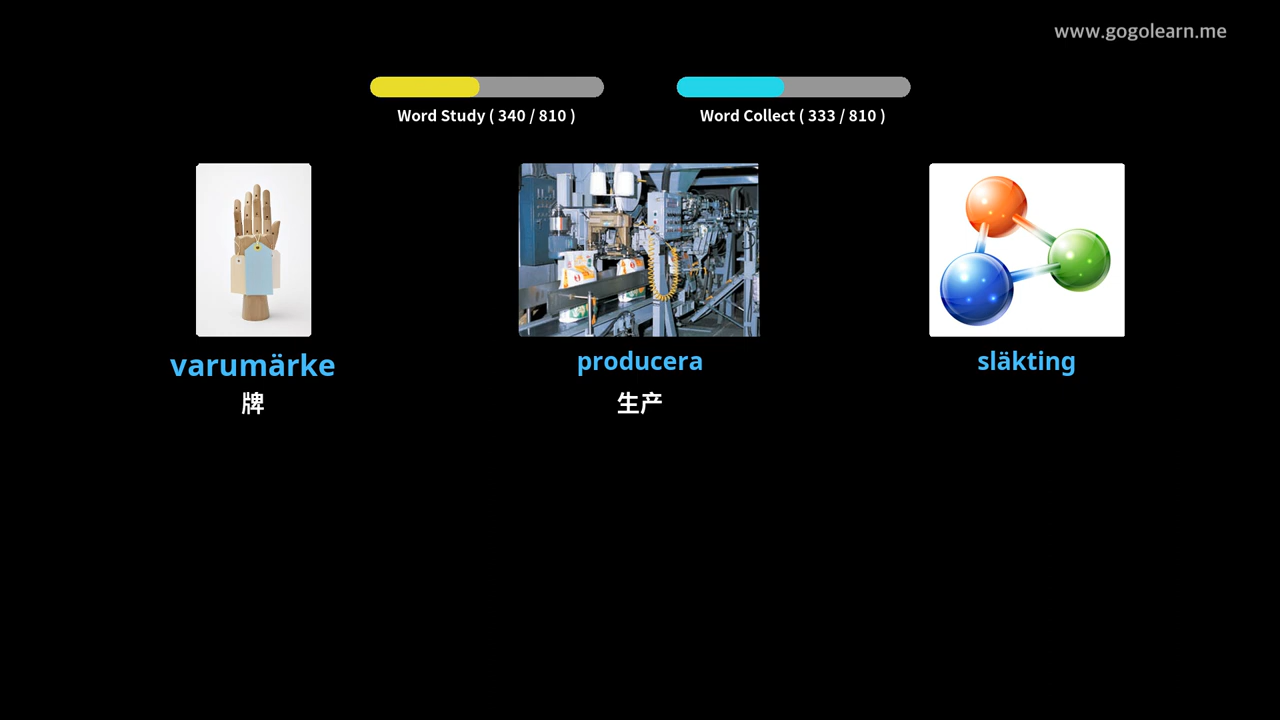 www.gogolearn.me
Word Study ( 340 / 810 )
Word Collect ( 333 / 810 )
varumärke
牌
producera
生产
släkting